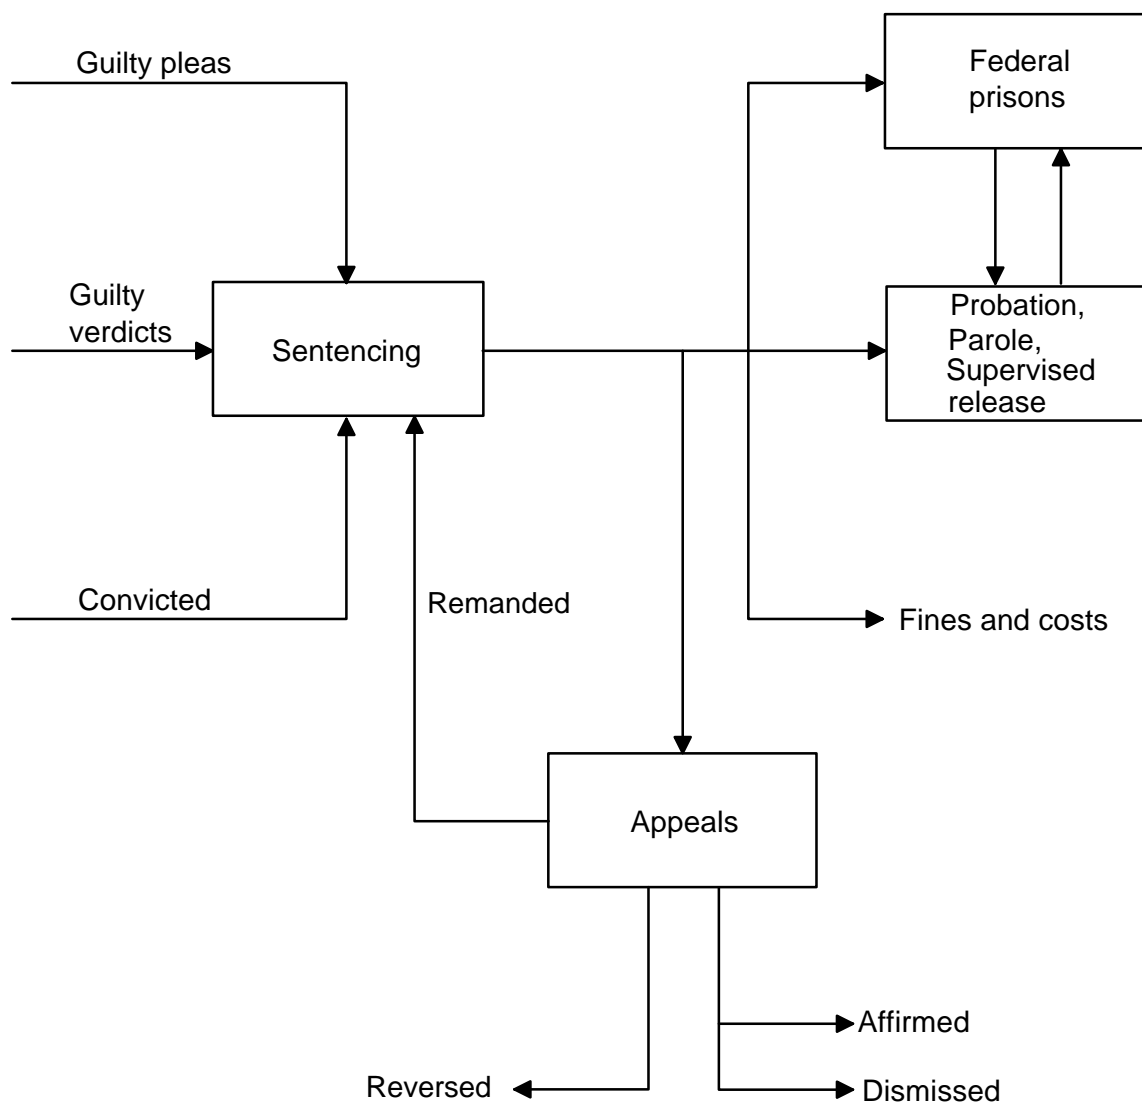 Guilty pleas
Federal
prisons
Guilty
verdicts
Sentencing
Probation,
Parole,
Supervised
release
Convicted
Remanded
Fines and costs
Appeals
Affirmed
Reversed
Dismissed